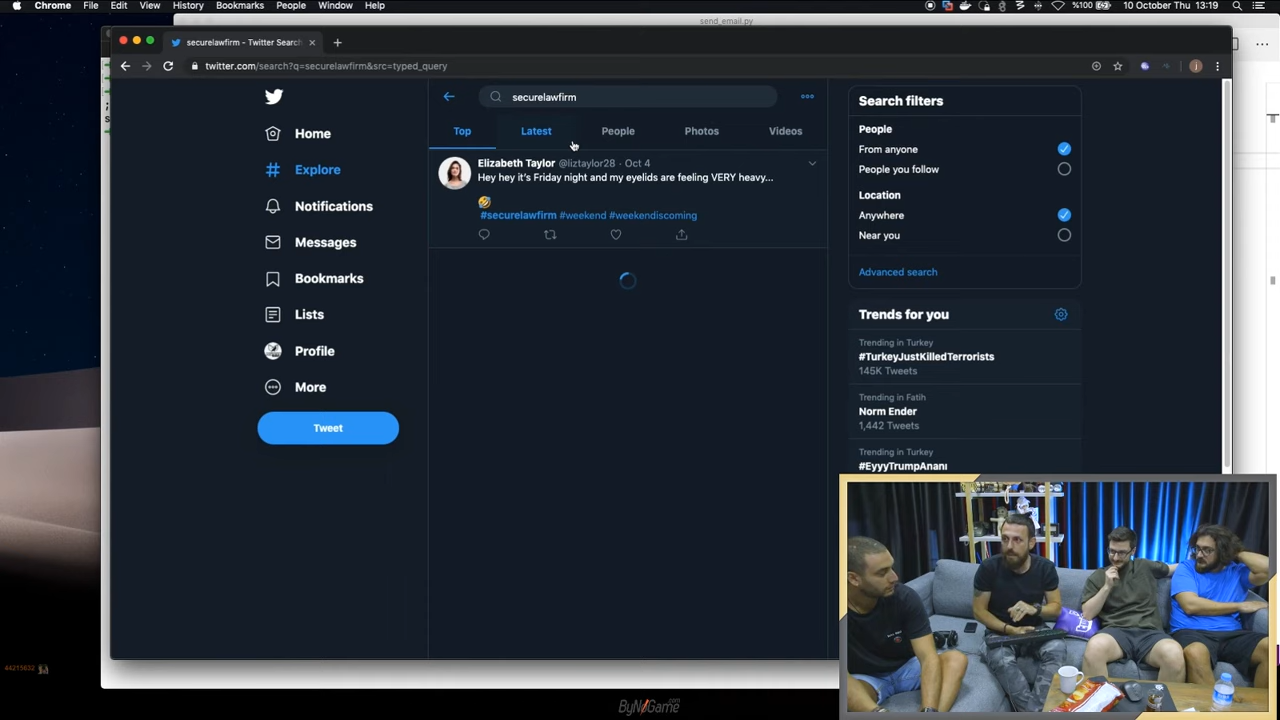 Chrome File Edit View History Bookmarks People Window Help
%100
10 October Thu 13:19
send_email.py
securelawfirm - Twitter Search
twitter.com/search?q=securelawfirm&src=typed_query
securelawfirm
Home
Explore
Notifications
Messages
Bookmarks
Lists
Profile
More
Tweet
Top Latest People Photos Videos
Elizabeth Taylor @liztaylor28 · Oct 4
Hey hey it's Friday night and my eyelids are feeling VERY heavy...
🤣
#securelawfirm #weekend #weekendiscoming
Search filters
People
From anyone
People you follow
Location
Anywhere
Near you
Advanced search
Trends for you
Trending in Turkey
#TurkeyJustKilledTerrorists
145K Tweets
Trending in Fatih
Norm Ender
1,442 Tweets
Trending in Turkey
#EyyyTrumpAnanı
44215632
ByNoGame.com